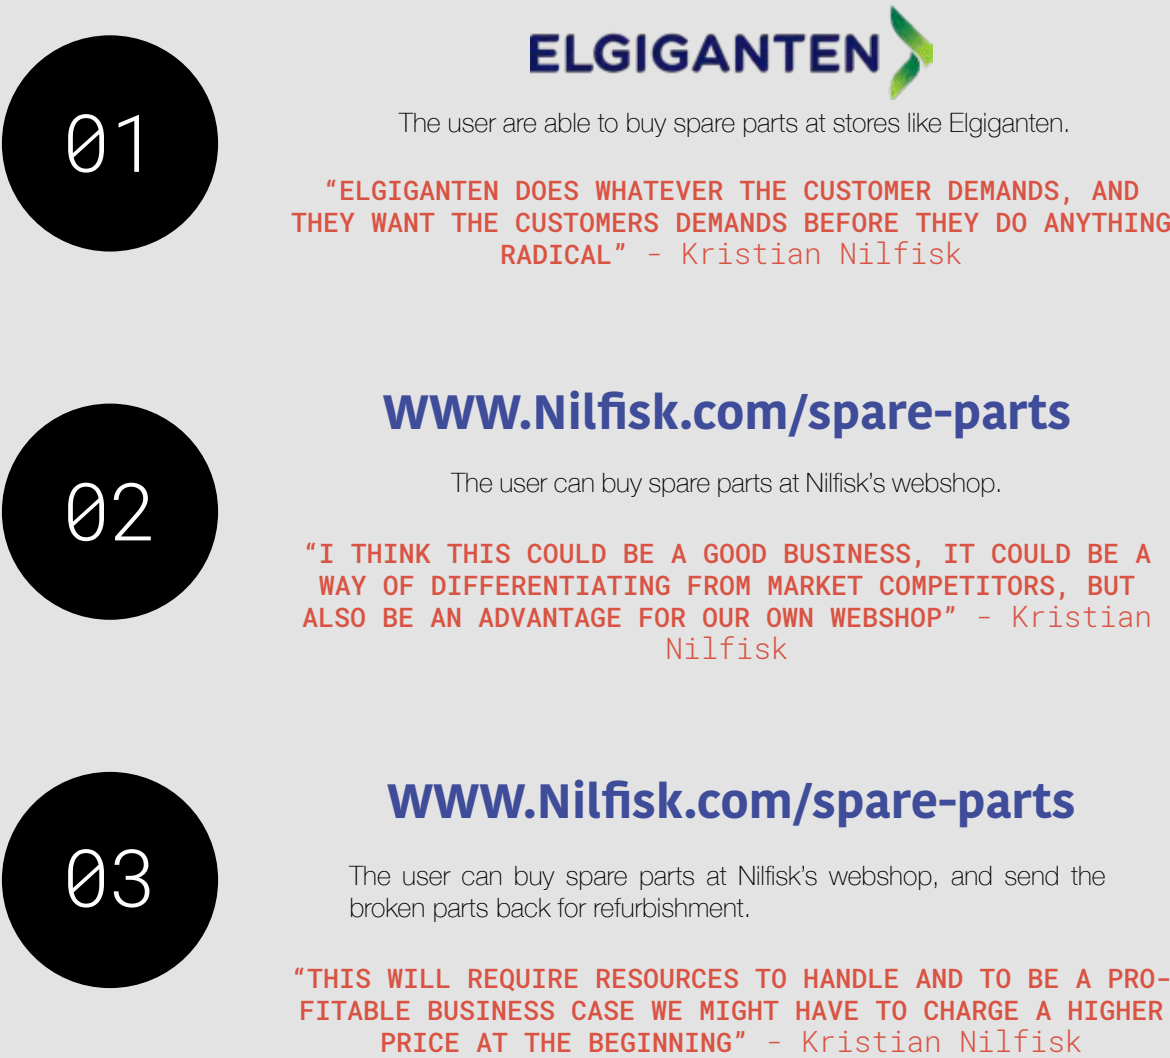 01
ELGIGANTEN
The user are able to buy spare parts at stores like Elgiganten.
“ELGIGANTEN DOES WHATEVER THE CUSTOMER DEMANDS, AND
THEY WANT THE CUSTOMERS DEMANDS BEFORE THEY DO ANYTHING
RADICAL” - Kristian Nilfisk
02
WWW.Nilfisk.com/spare-parts
The user can buy spare parts at Nilfisk’s webshop.
“I THINK THIS COULD BE A GOOD BUSINESS, IT COULD BE A
WAY OF DIFFERENTIATING FROM MARKET COMPETITORS, BUT
ALSO BE AN ADVANTAGE FOR OUR OWN WEBSHOP” - Kristian
Nilfisk
03
WWW.Nilfisk.com/spare-parts
The user can buy spare parts at Nilfisk’s webshop, and send the
broken parts back for refurbishment.
“THIS WILL REQUIRE RESOURCES TO HANDLE AND TO BE A PRO-
FITABLE BUSINESS CASE WE MIGHT HAVE TO CHARGE A HIGHER
PRICE AT THE BEGINNING” - Kristian Nilfisk